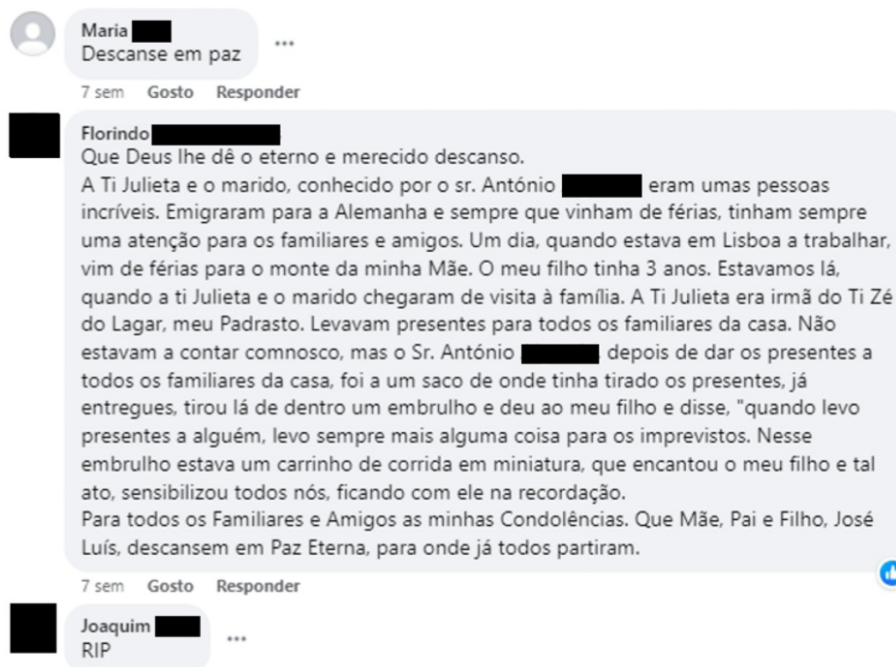 Maria
Descanse em paz
7 sem Gosto Responder
Florindo
Que Deus lhe dê o eterno e merecido descanso.
A Ti Julieta e o marido, conhecido por o sr. António eram umas pessoas
incríveis. Emigraram para a Alemanha e sempre que vinham de férias, tinham sempre
uma atenção para os familiares e amigos. Um dia, quando estava em Lisboa a trabalhar,
vim de férias para o monte da minha Mãe. O meu filho tinha 3 anos. Estavamos lá,
quando a ti Julieta e o marido chegaram de visita à família. A Ti Julieta era irmã do Ti Zé
do Lagar, meu Padrasto. Levavam presentes para todos os familiares da casa. Não
estavam a contar comnosco, mas o Sr. António depois de dar os presentes a
todos os familiares da casa, foi a um saco de onde tinha tirado os presentes, já
entregues, tirou lá de dentro um embrulho e deu ao meu filho e disse, "quando levo
presentes a alguém, levo sempre mais alguma coisa para os imprevistos. Nesse
embrulho estava um carrinho de corrida em miniatura, que encantou o meu filho e tal
ato, sensibilizou todos nós, ficando com ele na recordação.
Para todos os Familiares e Amigos as minhas Condolências. Que Mãe, Pai e Filho, José
Luís, descansem em Paz Eterna, para onde já todos partiram.
7 sem Gosto Responder
Joaquim
RIP